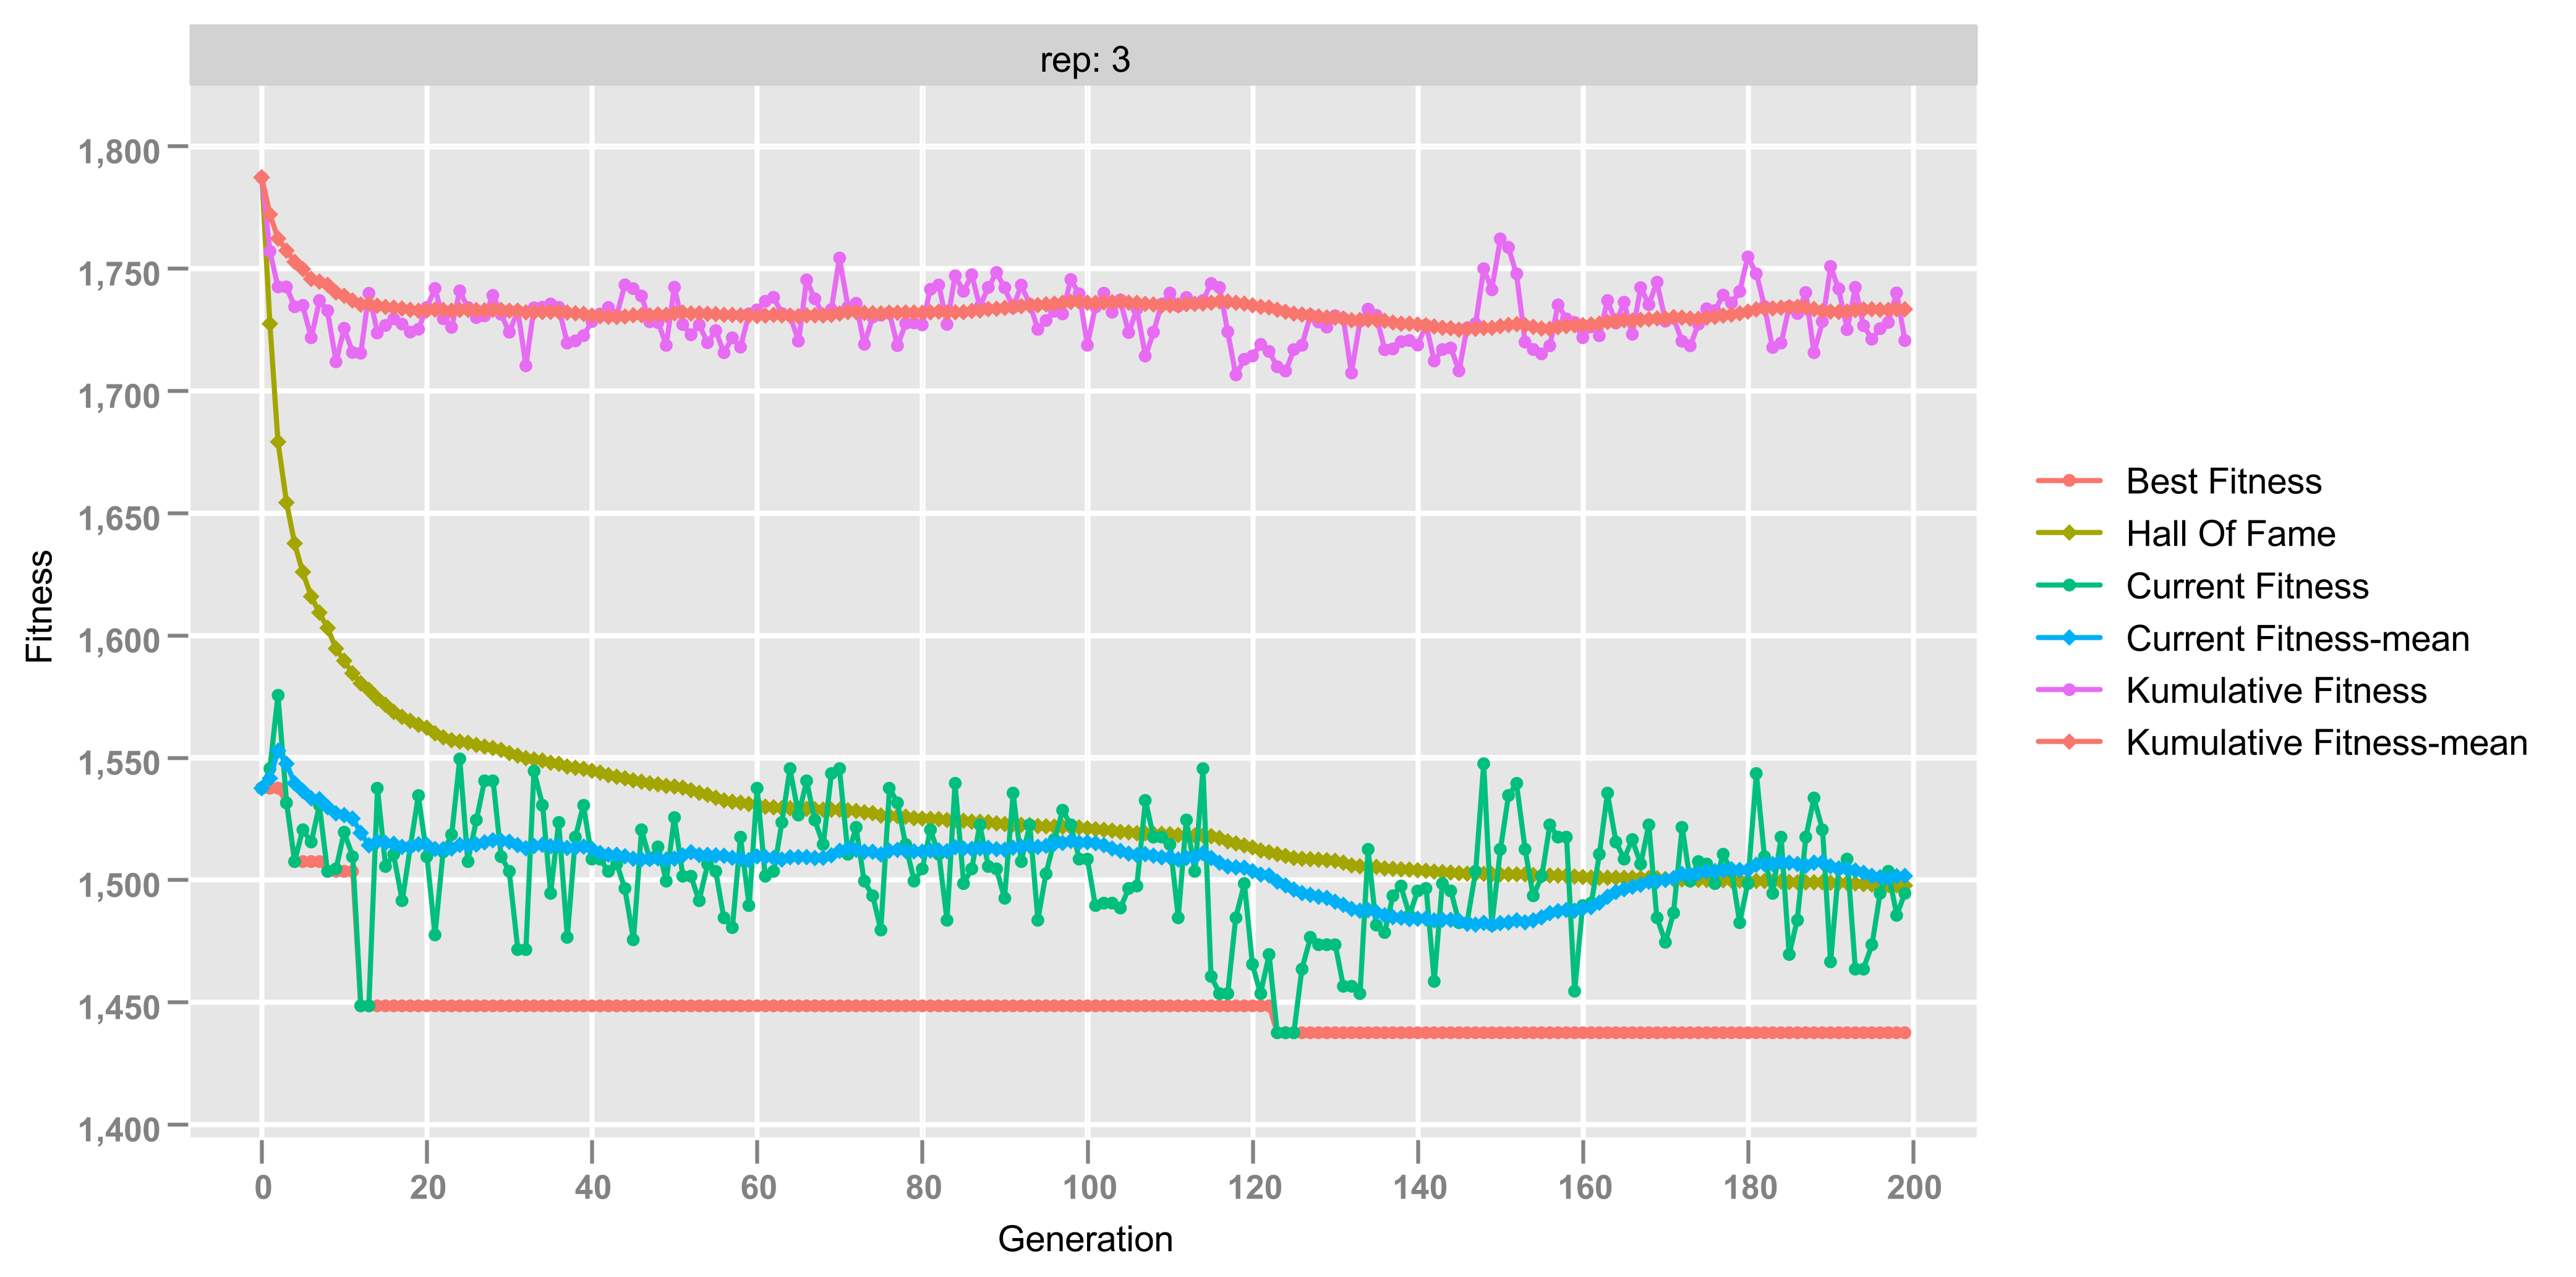 rep: 3
1,800
1,750
1,700
1,650
1,600
1,550
1,500
1,450
1,400
Fitness
0 20 40 60 80 100 120 140 160 180 200
Generation
Best Fitness
Hall Of Fame
Current Fitness
Current Fitness-mean
Kumulative Fitness
Kumulative Fitness-mean